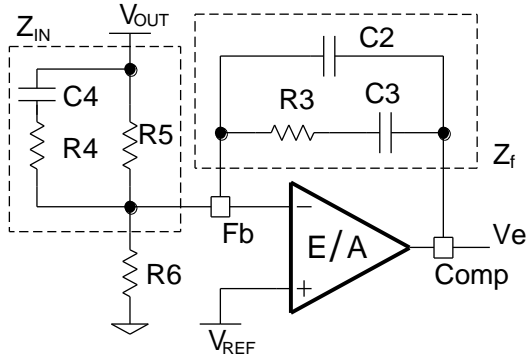 Z_IN
V_OUT
C2
C4
R3
C3
R4
R5
Z_f
Fb
E/A
Ve
R6
Comp
V_REF